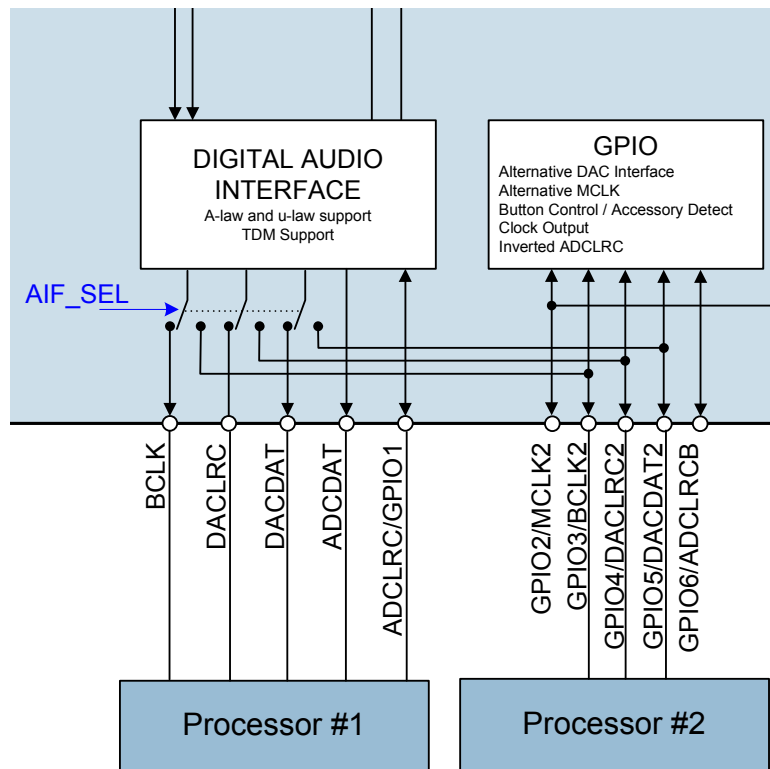 DIGITAL AUDIO
INTERFACE
A-law and u-law support
TDM Support
GPIO
Alternative DAC Interface
Alternative MCLK
Button Control / Accessory Detect
Clock Output
Inverted ADCLRC
AIF_SEL
BCLK
DACLRC
DACDAT
ADCDAT
ADCLRC/GPIO1
GPIO2/MCLK2
GPIO3/BCLK2
GPIO4/DACLRC2
GPIO5/DACDAT2
GPIO6/ADCLRCB
Processor #1
Processor #2